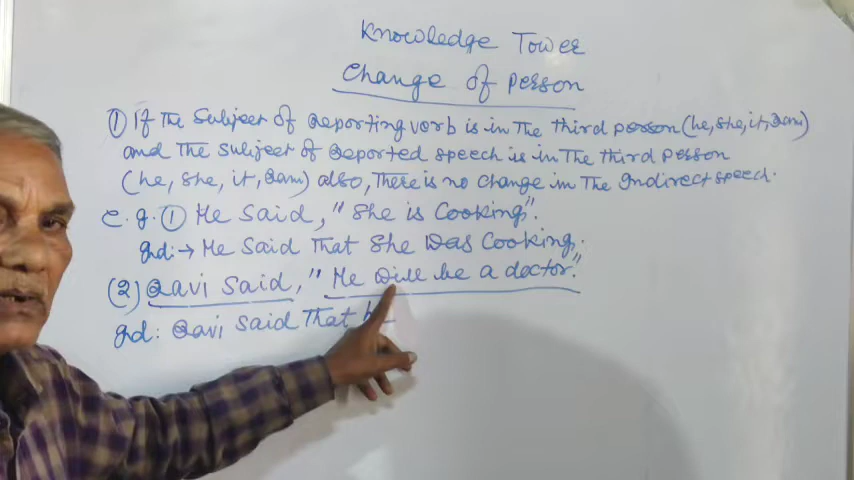 Knowledge Tower
Change of Person
① If The Subject of Reporting verb is in The third person (he, she, it, Ram)
and The Subject of Reported speech is in The third Person
(he, She, it, Ram) also, There is no change in The Indirect speech.
e.g. ① He Said, "She is Cooking".
Ind:→ He Said That She was Cooking.
(2) Ravi Said, "He will be a doctor."
Ind: Ravi Said That